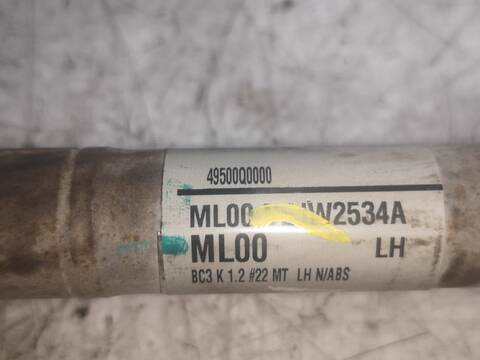 49500Q0000
ML00 W2534A
ML00 LH
BC3 K 1.2 #22 MT LH N/ABS